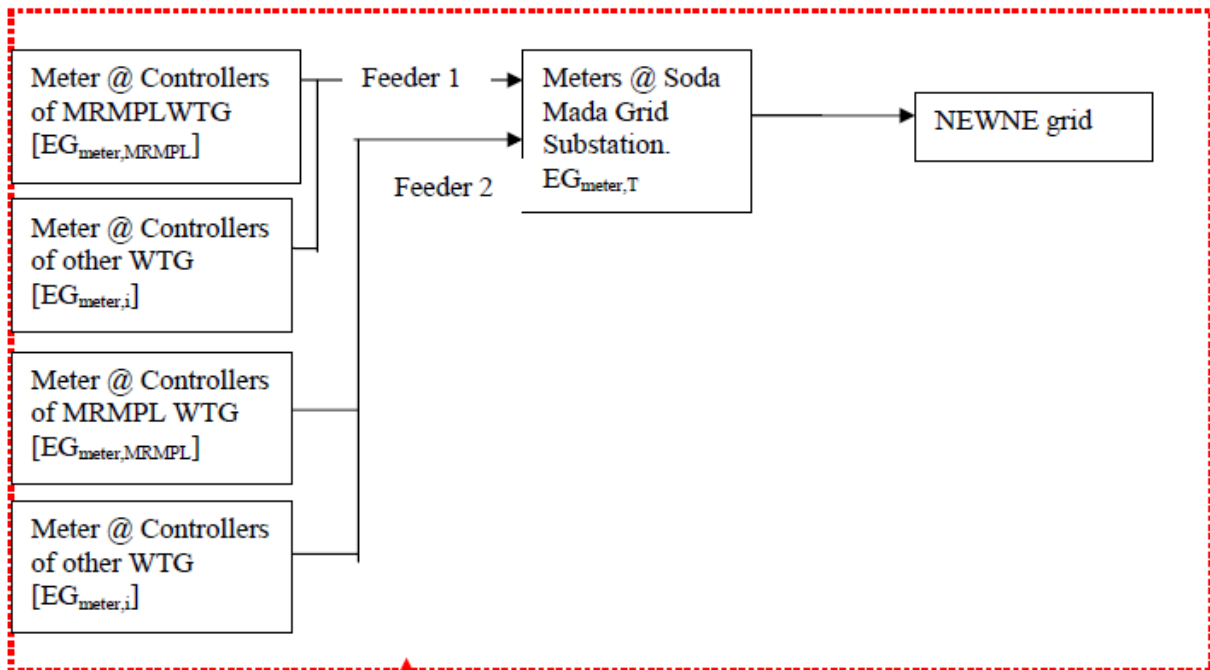 Meter @ Controllers
of MRMPLWTG
[EGmeter,MRMPL]
Feeder 1
Meters @ Soda
Mada Grid
Substation.
EGmeter,T
NEWNE grid
Feeder 2
Meter @ Controllers
of other WTG
[EGmeter,i]
Meter @ Controllers
of MRMPL WTG
[EGmeter,MRMPL]
Meter @ Controllers
of other WTG
[EGmeter,i]